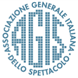 ASSOCIAZIONE GENERALE ITALIANA
DELLO SPETTACOLO
AGIS